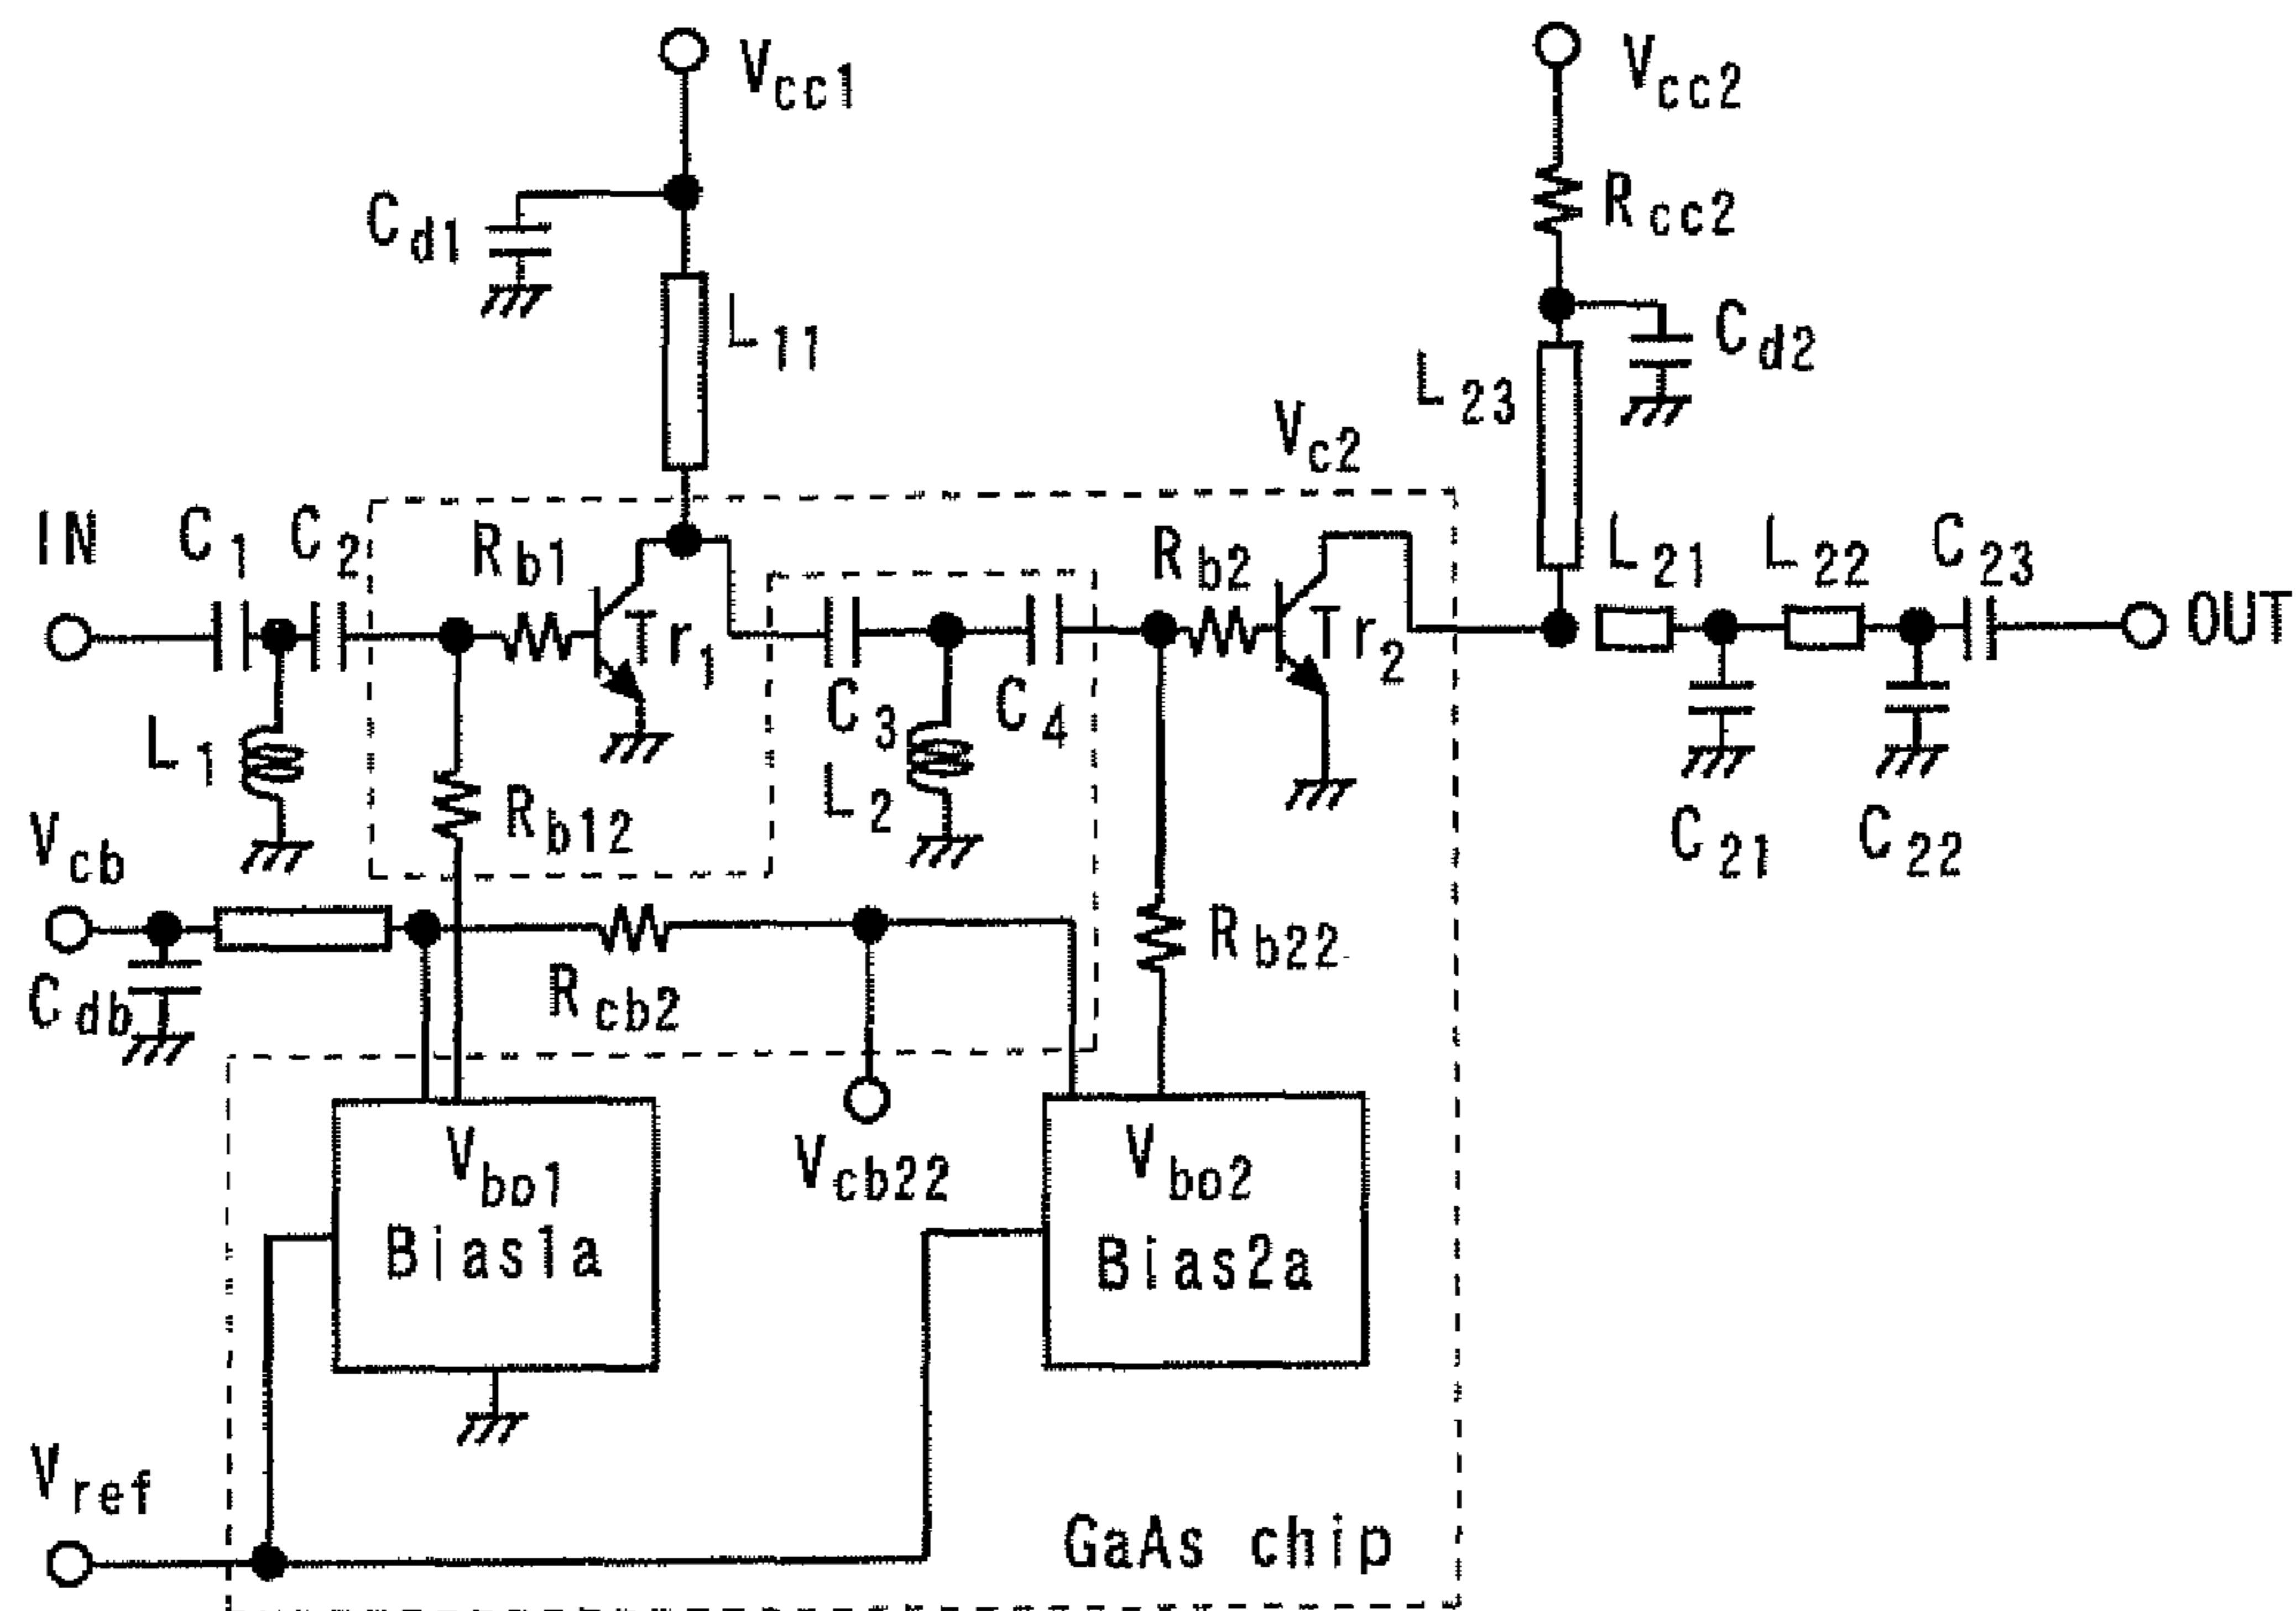 Vcc1
Vcc2
Cd1
Rcc2
L11
Cd2
L23
Vc2
IN
C1
C2
Rb1
Rb2
L21
L22
C23
OUT
Tr1
Tr2
C3
C4
L1
L2
Rb12
C21
C22
Vcb
Rb22
Cdb
Rcb2
Vbo1
Vcb22
Vbo2
Bias1a
Bias2a
Vref
GaAs chip